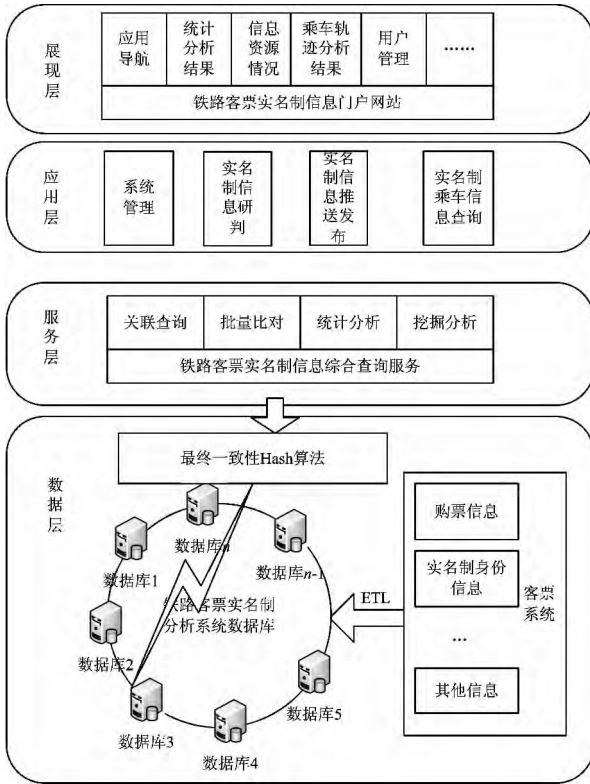 展现层
应用导航
统计分析结果
信息资源情况
乘车轨迹分析结果
用户管理
……
铁路客票实名制信息门户网站
应用层
系统管理
实名制信息研判
实名制信息推送发布
实名制乘车信息查询
服务层
关联查询
批量比对
统计分析
挖掘分析
铁路客票实名制信息综合查询服务
数据层
最终一致性Hash算法
数据库n
数据库1
数据库n-1
铁路客票实名制
分析系统数据库
数据库2
数据库3
数据库4
数据库5
ETL
购票信息
实名制身份信息
...
其他信息
客票系统